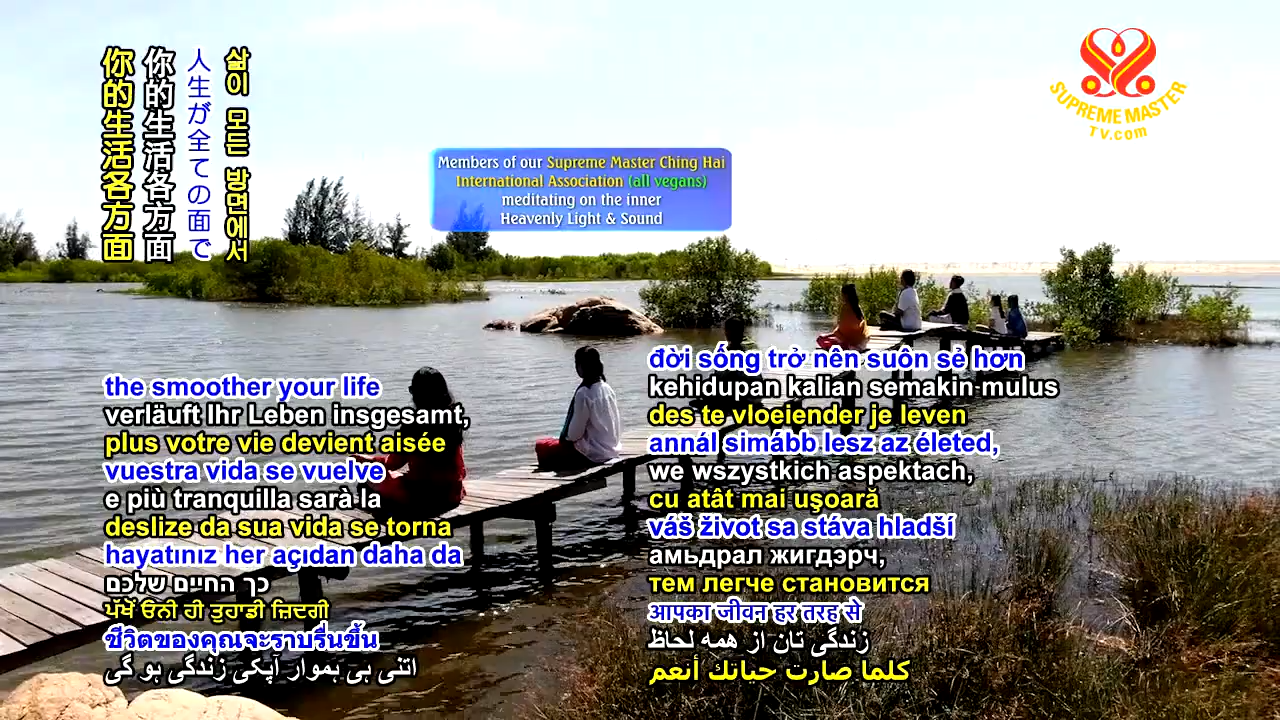 你的生活各方面
你的生活各方面
人生が全ての面で
삶이 모든 방면에서
SUPREME MASTER
TV.com
Members of our Supreme Master Ching Hai
International Association (all vegans)
meditating on the inner
Heavenly Light & Sound
the smoother your life
verläuft Ihr Leben insgesamt,
plus votre vie devient aisée
vuestra vida se vuelve
e più tranquilla sarà la
deslize da sua vida se torna
hayatınız her açıdan daha da
כך החיים שלכם
ਪੱਖੋਂ ਓਨੀ ਹੀ ਤੁਹਾਡੀ ਜ਼ਿੰਦਗੀ
ชีวิตของคุณจะราบรื่นขึ้น
اتنی ہی ہموار آپکی زندگی ہو گی
đời sống trở nên suôn sẻ hơn
kehidupan kalian semakin mulus
des te vloeiender je leven
annál simább lesz az életed,
we wszystkich aspektach,
cu atât mai uşoară
váš život sa stáva hladší
амьдрал жигдэрч,
тем легче становится
आपका जीवन हर तरह से
زندگی تان از همه لحاظ
كلما صارت حياتك أنعم